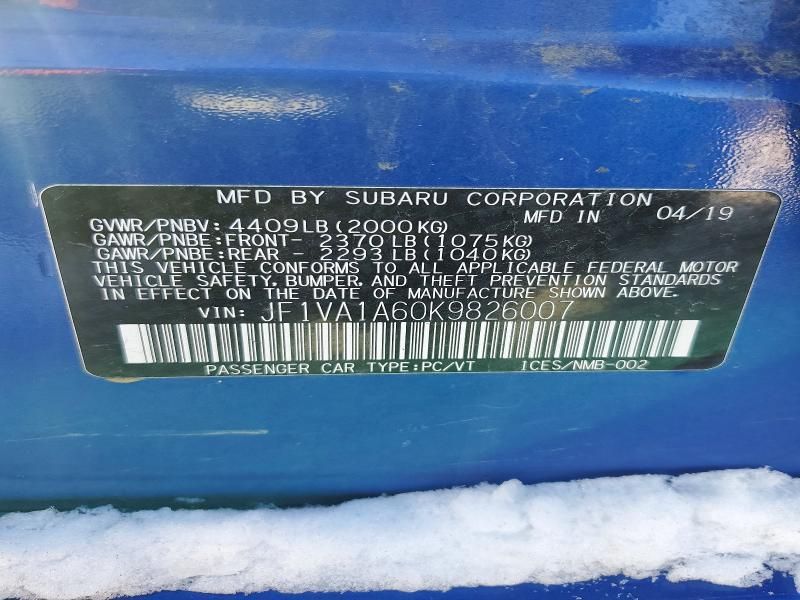 MFD BY SUBARU CORPORATION
MFD IN 04/19
GVWR/PNBV: 4409LB(2000KG)
GAWR/PNBE:FRONT- 2370LB(1075KG)
GAWR/PNBE:REAR - 2293LB(1040KG)
THIS VEHICLE CONFORMS TO ALL APPLICABLE FEDERAL MOTOR
VEHICLE SAFETY, BUMPER, AND THEFT PREVENTION STANDARDS
IN EFFECT ON THE DATE OF MANUFACTURE SHOWN ABOVE.
VIN: JF1VA1A60K9826007
PASSENGER CAR TYPE:PC/VT ICES/NMB-002